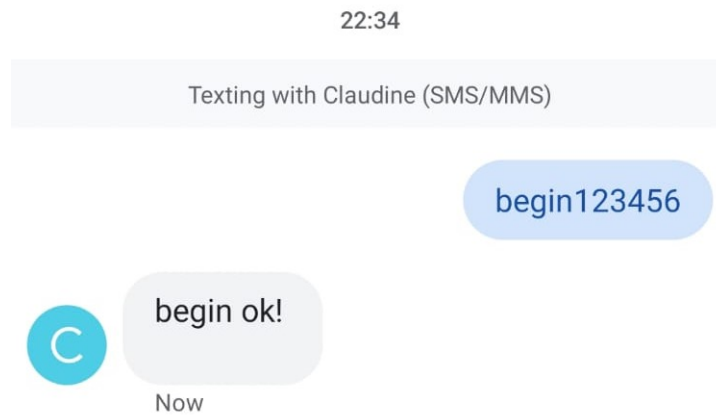 22:34
Texting with Claudine (SMS/MMS)
begin123456
begin ok!
C
Now